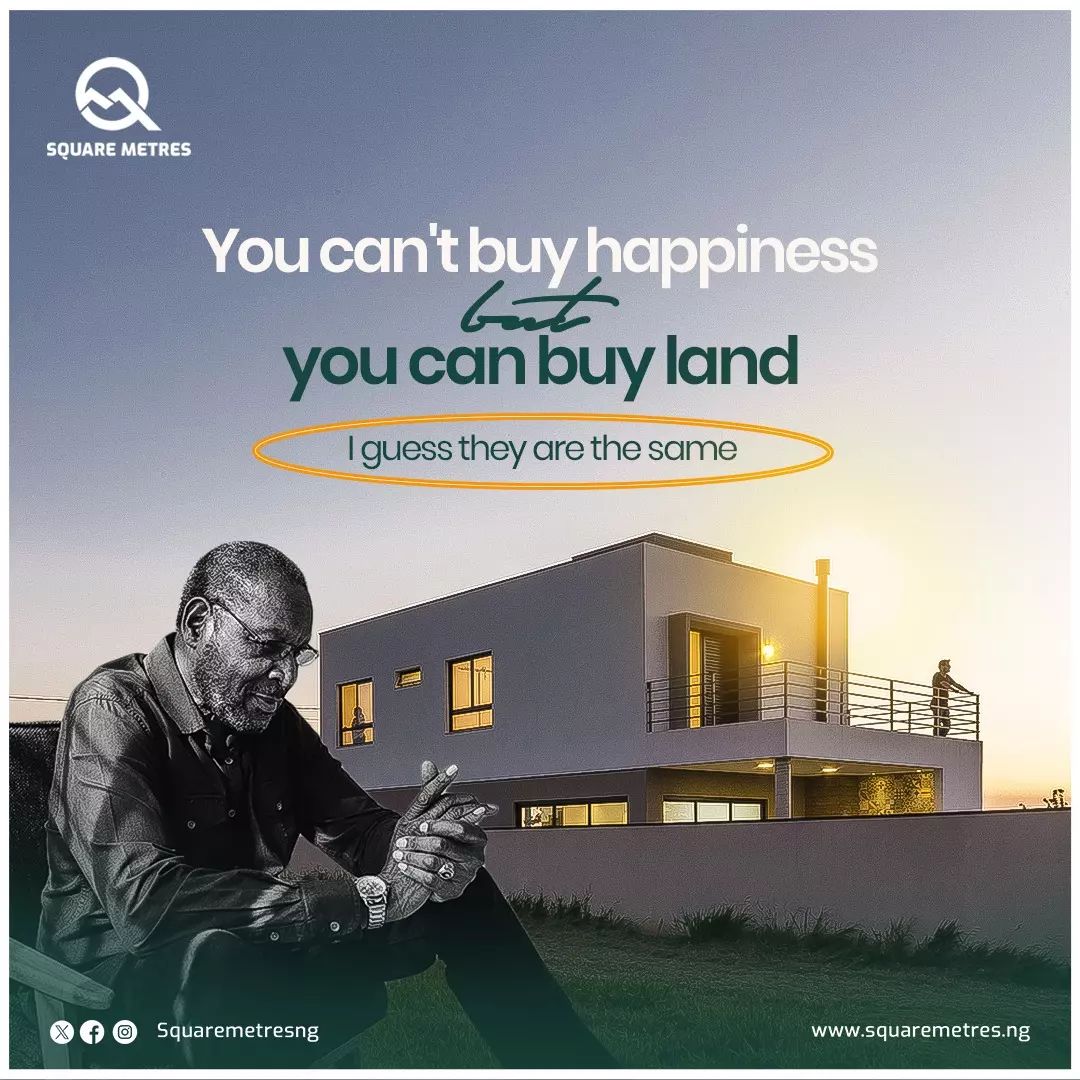 SQUARE METRES
You can't buy happiness
but
you can buy land
I guess they are the same
Squaremetresng
www.squaremetres.ng